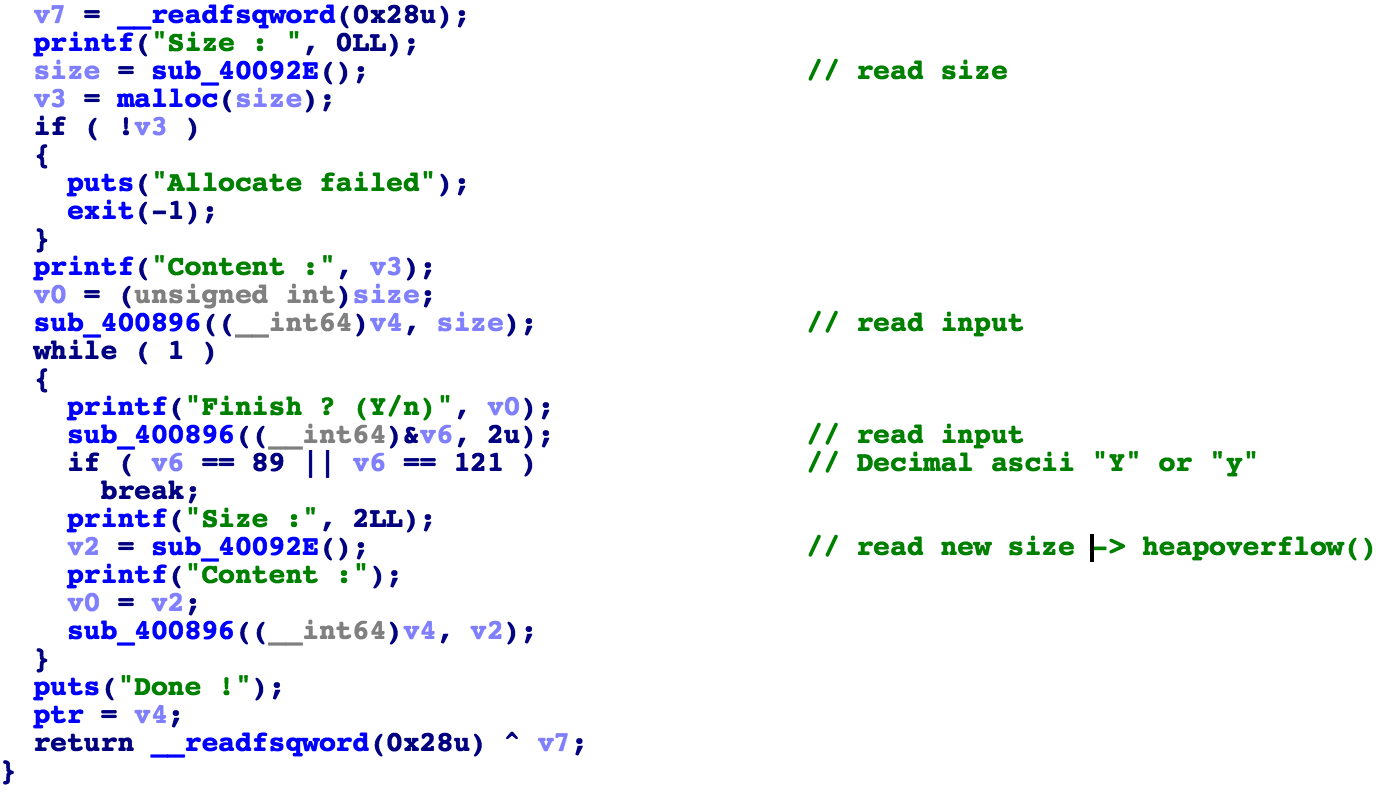 v7 = __readfsqword(0x28u);
printf("Size : ", 0LL);
size = sub_40092E(); // read size
v3 = malloc(size);
if ( !v3 )
{
puts("Allocate failed");
exit(-1);
}
printf("Content :", v3);
v0 = (unsigned int)size;
sub_400896((__int64)v4, size); // read input
while ( 1 )
{
printf("Finish ? (Y/n)", v0);
sub_400896((__int64)&v6, 2u); // read input
if ( v6 == 89 || v6 == 121 ) // Decimal ascii "Y" or "y"
break;
printf("Size :", 2LL);
v2 = sub_40092E(); // read new size -> heapoverflow()
printf("Content :");
v0 = v2;
sub_400896((__int64)v4, v2);
}
puts("Done !");
ptr = v4;
return __readfsqword(0x28u) ^ v7;
}